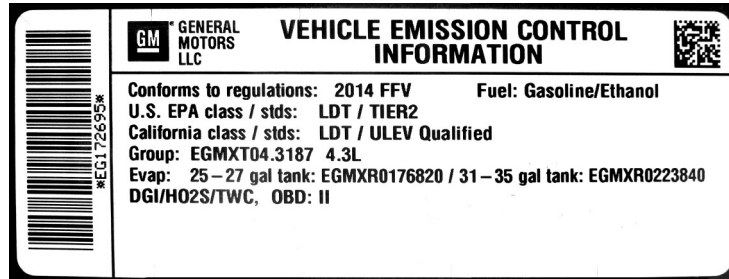 *EG172695*
GM
GENERAL
MOTORS
LLC
VEHICLE EMISSION CONTROL
INFORMATION
Conforms to regulations: 2014 FFV Fuel: Gasoline/Ethanol
U.S. EPA class / stds: LDT / TIER2
California class / stds: LDT / ULEV Qualified
Group: EGMXT04.3187 4.3L
Evap: 25-27 gal tank: EGMXR0176820 / 31-35 gal tank: EGMXR0223840
DGI/HO2S/TWC, OBD: II